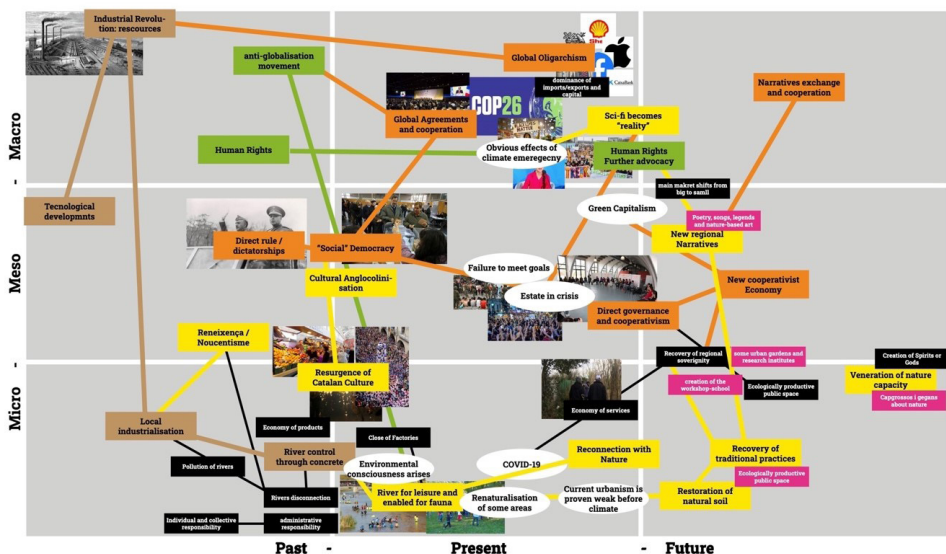 Industrial Revolu-
tion: rescources
anti-globalisation
movement
Global Oligarchism
dominance of
imports/exports and
capital
Shell
CaixaBank
COP26
Global Agreements
and cooperation
Narratives exchange
and cooperation
Sci-fi becomes
"reality"
Human Rights
Obvious effects of
climate emeregecny
Human Rights
Further advocacy
main makret shifts from
big to samll
Tecnological
developmnts
Green Capitalism
Poetry, songs, legends
and nature-based art
New regional
Narratives
Direct rule /
dictatorships
"Social" Democracy
Cultural Anglocolini-
sation
Failure to meet goals
Estate in crisis
New cooperativist
Economy
Direct governance
and cooperativism
Reneixença /
Noucentisme
Resurgence of
Catalan Culture
Recovery of regional
soverignty
some urban gardens and
research institutes
creation of the
workshop-school
Ecologically productive
public space
Creation of Spirits or
Gods
Veneration of nature
capacity
Capgrossos i gegans
about nature
Economy of services
Local
industrialisation
Economy of products
Close of Factories
River control
through concrete
Pollution of rivers
Environmental
consciousness arises
COVID-19
Reconnection with
Nature
Recovery of
traditional practices
Ecologically productive
public space
Rivers disconnection
River for leisure and
enabled for fauna
Renaturalisation
of some areas
Current urbanism is
proven weak before
climate
Restoration of
natural soil
Individual and collective
responsibility
administrative
responsibility
Macro
-
Meso
-
Micro
Past - Present - Future